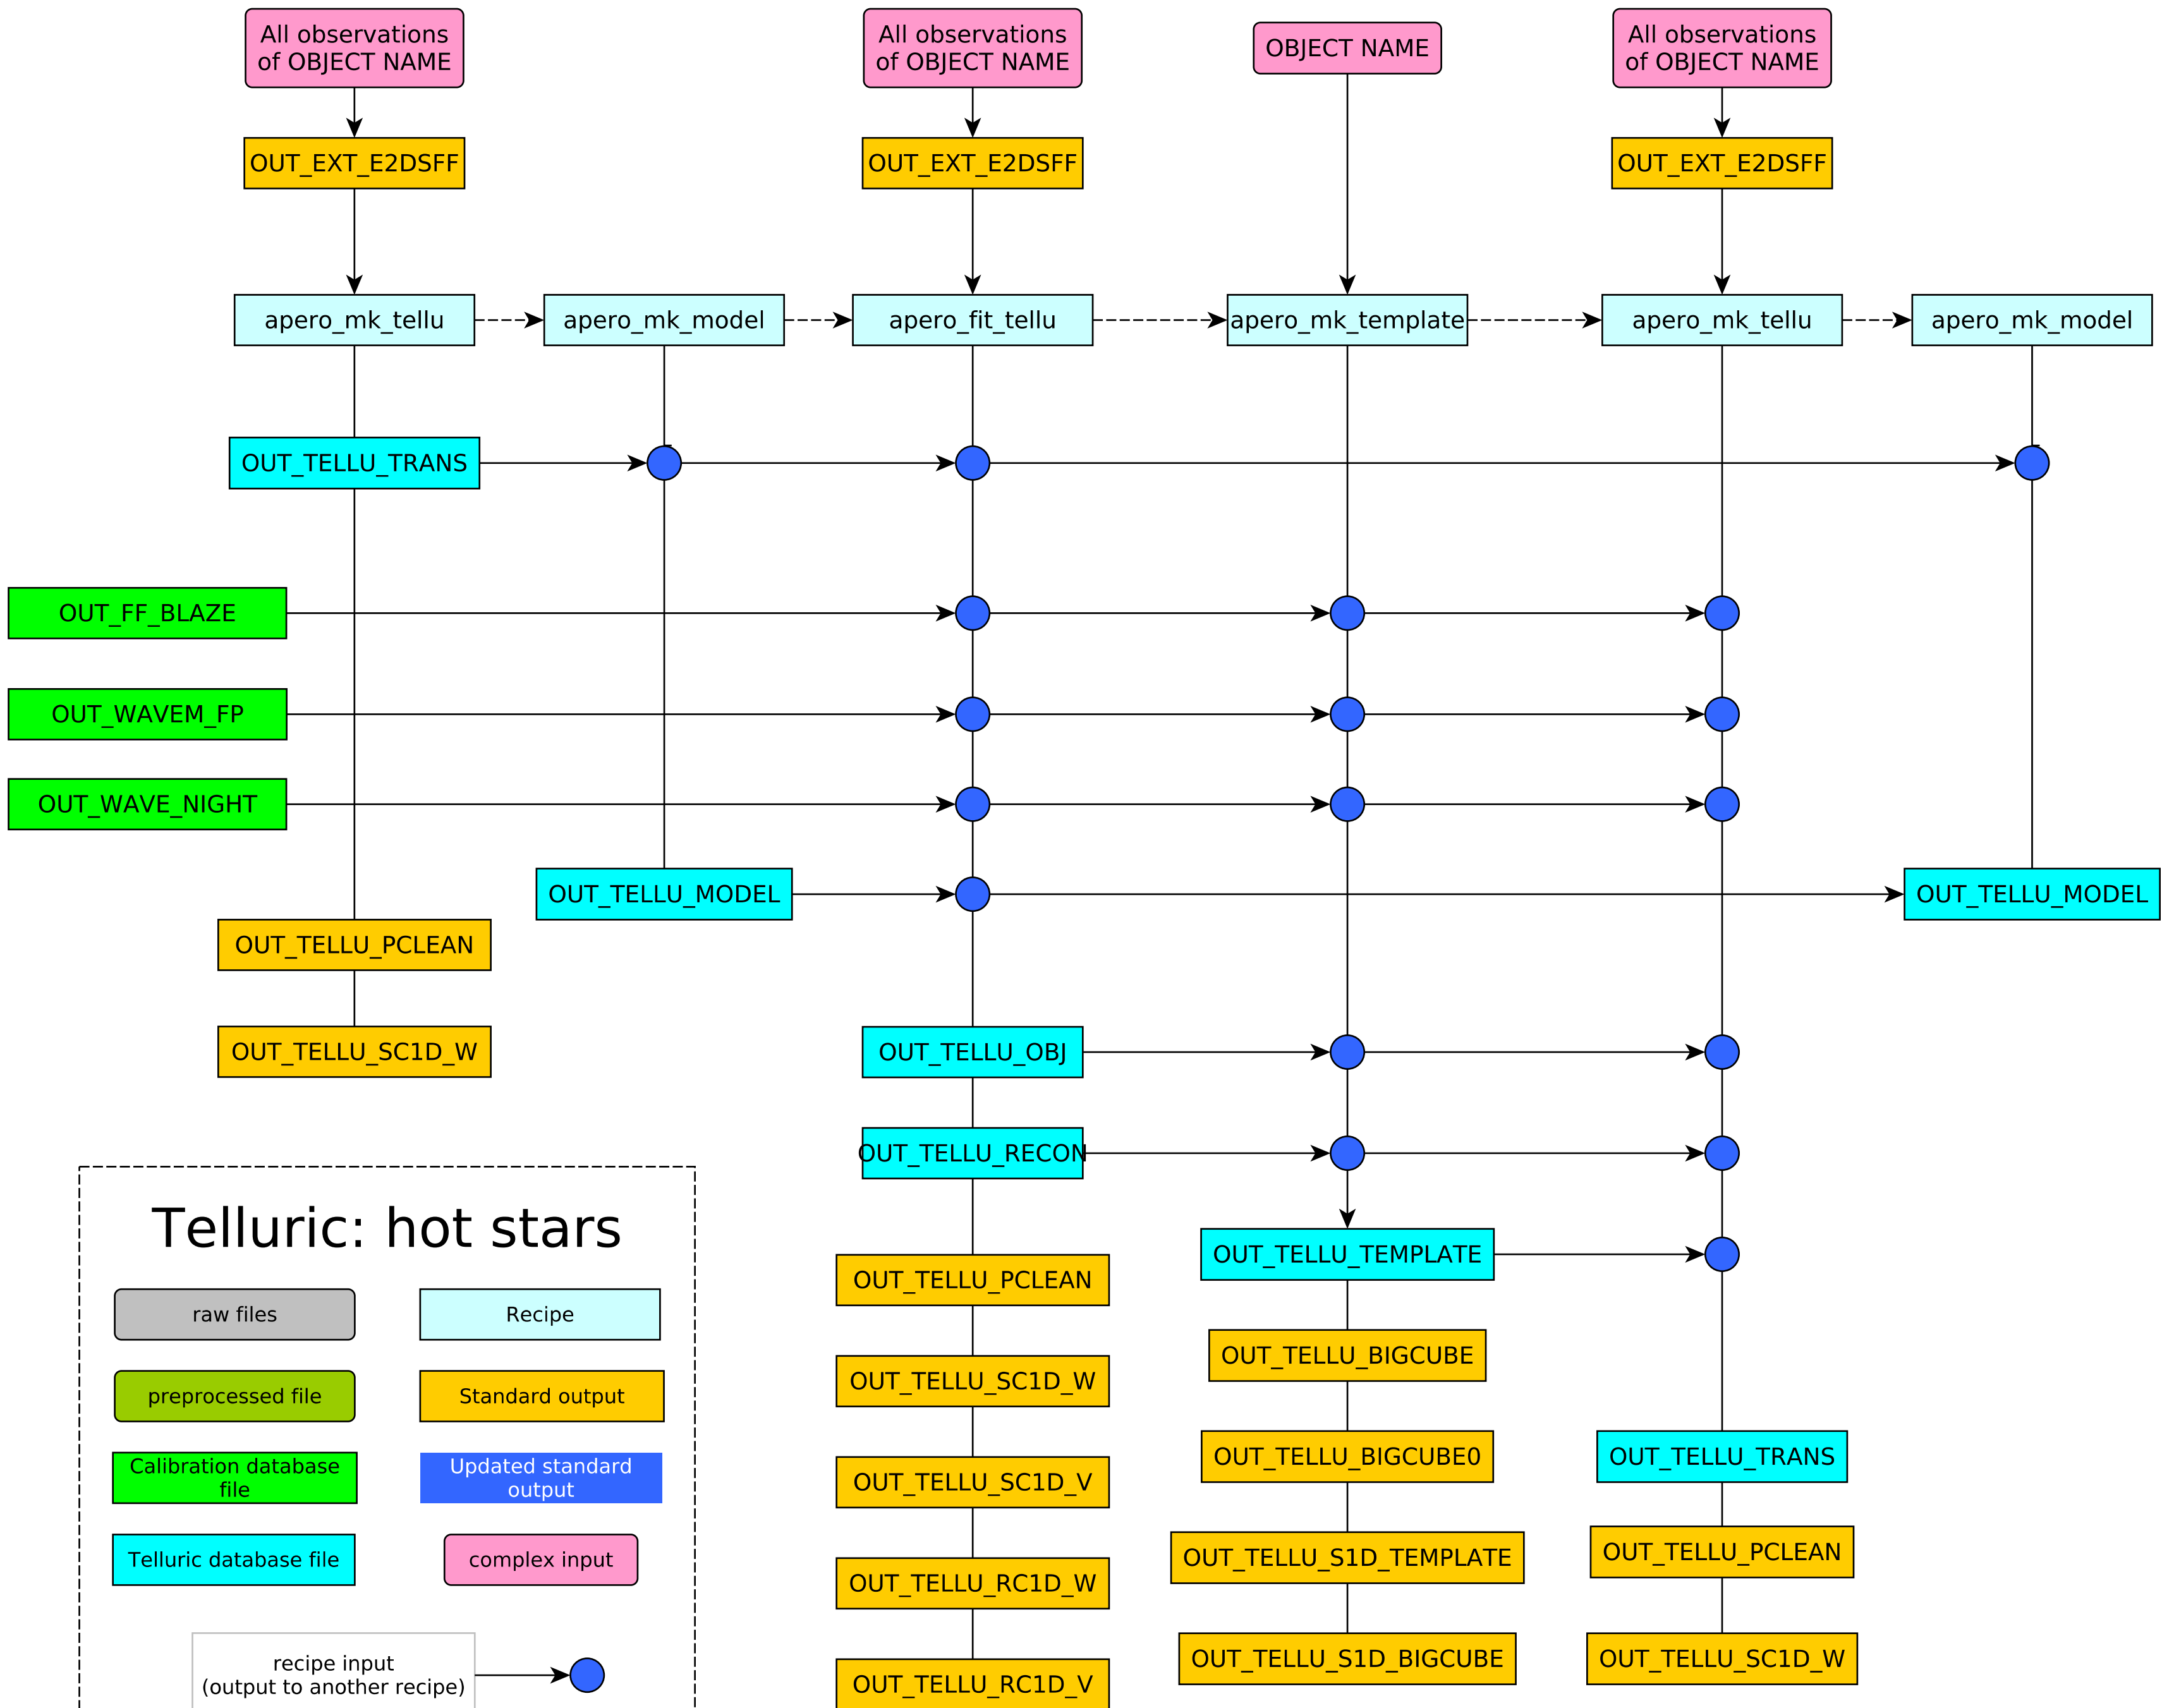 All observations
of OBJECT NAME
All observations
of OBJECT NAME
OBJECT NAME
All observations
of OBJECT NAME
OUT_EXT_E2DSFF
OUT_EXT_E2DSFF
OUT_EXT_E2DSFF
apero_mk_tellu
apero_mk_model
apero_fit_tellu
apero_mk_template
apero_mk_tellu
apero_mk_model
OUT_TELLU_TRANS
OUT_FF_BLAZE
OUT_WAVEM_FP
OUT_WAVE_NIGHT
OUT_TELLU_MODEL
OUT_TELLU_MODEL
OUT_TELLU_PCLEAN
OUT_TELLU_SC1D_W
OUT_TELLU_OBJ
OUT_TELLU_RECON
OUT_TELLU_TEMPLATE
OUT_TELLU_PCLEAN
OUT_TELLU_BIGCUBE
OUT_TELLU_SC1D_W
OUT_TELLU_BIGCUBE0
OUT_TELLU_TRANS
OUT_TELLU_SC1D_V
OUT_TELLU_S1D_TEMPLATE
OUT_TELLU_PCLEAN
OUT_TELLU_RC1D_W
OUT_TELLU_S1D_BIGCUBE
OUT_TELLU_SC1D_W
OUT_TELLU_RC1D_V
Telluric: hot stars
raw files
Recipe
preprocessed file
Standard output
Calibration database
file
Updated standard
output
Telluric database file
complex input
recipe input
(output to another recipe)